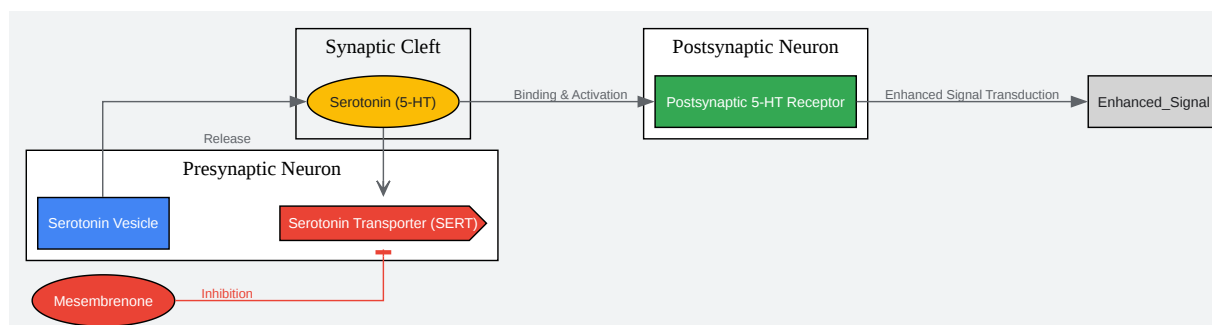 Synaptic Cleft
Postsynaptic Neuron
Serotonin (5-HT)
Binding & Activation
Postsynaptic 5-HT Receptor
Enhanced Signal Transduction
Enhanced_Signal
Release
Presynaptic Neuron
Serotonin Vesicle
Serotonin Transporter (SERT)
Mesembrenone
Inhibition